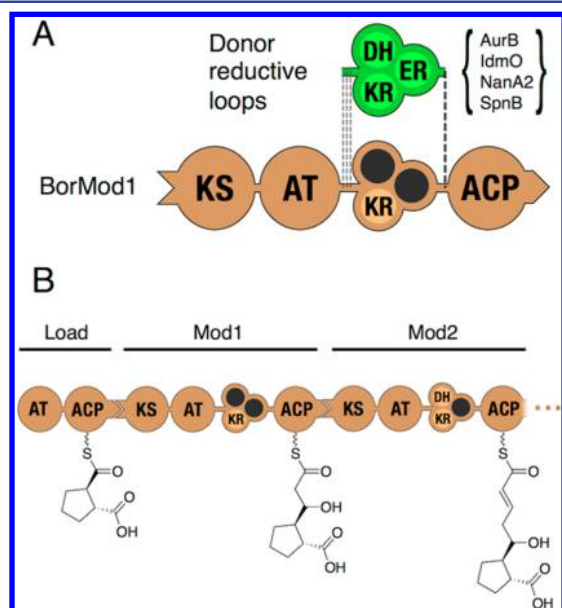 A
Donor
reductive
loops
DH
ER
KR
AurB
IdmO
NanA2
SpnB
BorMod1
KS
AT
KR
ACP
B
Load
Mod1
Mod2
AT
ACP
KS
AT
KR
ACP
KS
AT
DH
KR
ACP
S
S
S
O
O
O
O
OH
OH
O
OH
OH
O
OH